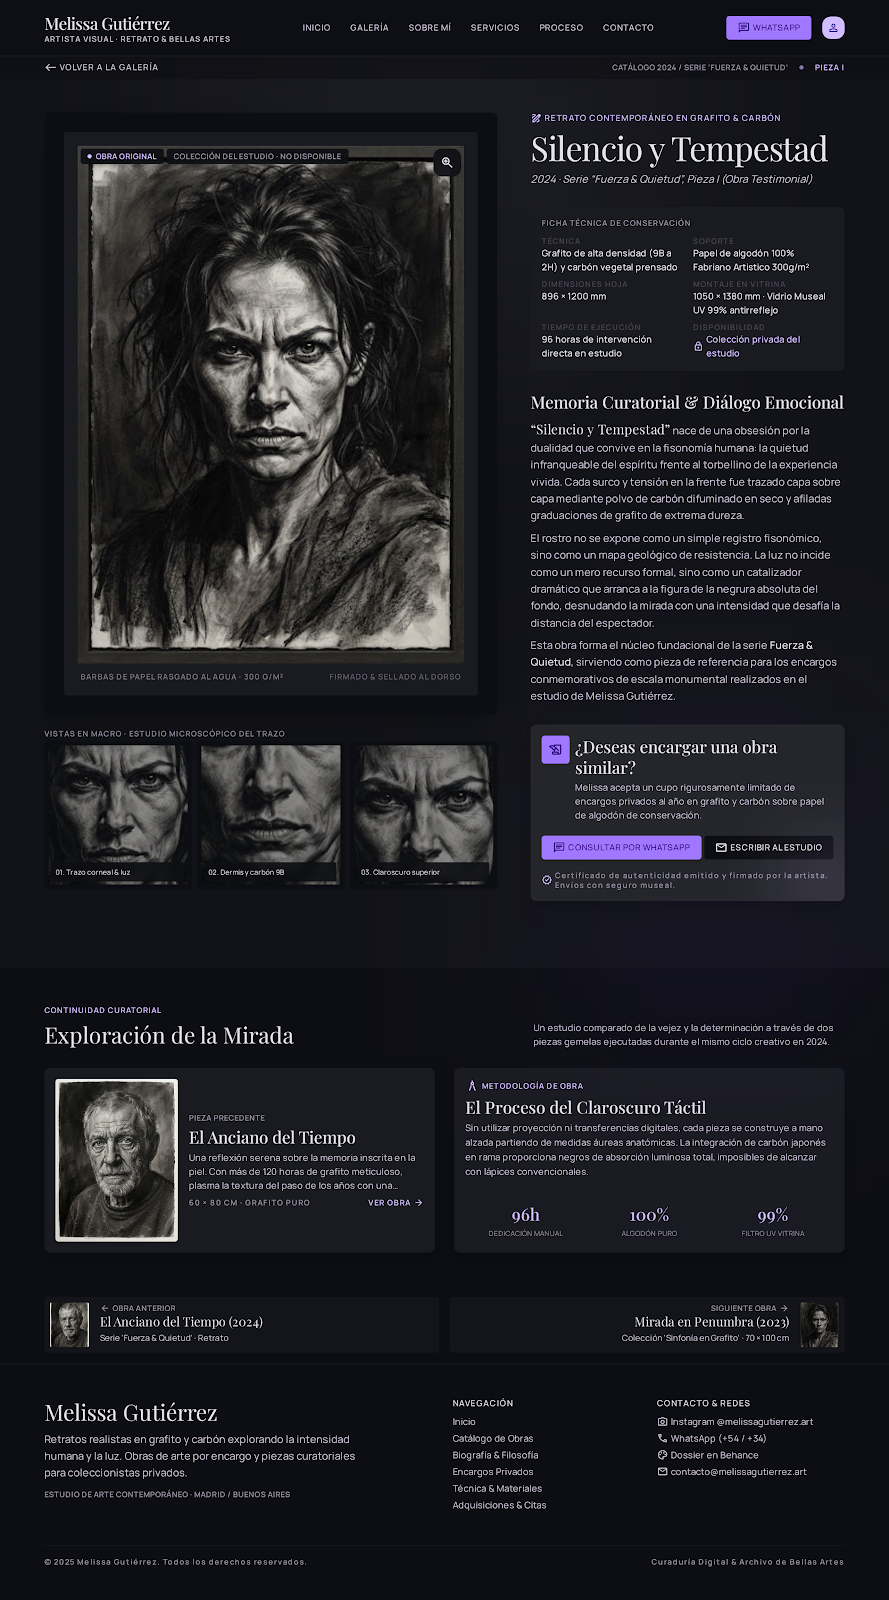 Melissa Gutiérrez
ARTISTA VISUAL · RETRATO & BELLAS ARTES
INICIO
GALERÍA
SOBRE MÍ
SERVICIOS
PROCESO
CONTACTO
WHATSAPP
← VOLVER A LA GALERÍA
CATÁLOGO 2024 / SERIE 'FUERZA & QUIETUD' • PIEZA I
OBRA ORIGINAL
COLECCIÓN DEL ESTUDIO · NO DISPONIBLE
BARBAS DE PAPEL RASGADO AL AGUA · 300 G/M²
FIRMADO & SELLADO AL DORSO
VISTAS EN MACRO · ESTUDIO MICROSCÓPICO DEL TRAZO
01. Trazo corneal & luz
02. Dermis y carbón 9B
03. Claroscuro superior
RETRATO CONTEMPORÁNEO EN GRAFITO & CARBÓN
Silencio y Tempestad
2024 · Serie "Fuerza & Quietud", Pieza I (Obra Testimonial)
FICHA TÉCNICA DE CONSERVACIÓN
TÉCNICA
Grafito de alta densidad (9B a
2H) y carbón vegetal prensado
SOPORTE
Papel de algodón 100%
Fabriano Artistico 300g/m²
DIMENSIONES HOJA
896 × 1200 mm
MONTAJE EN VITRINA
1050 × 1380 mm · Vidrio Museal
UV 99% antirreflejo
TIEMPO DE EJECUCIÓN
96 horas de intervención
directa en estudio
DISPONIBILIDAD
Colección privada del
estudio
Memoria Curatorial & Diálogo Emocional
“Silencio y Tempestad” nace de una obsesión por la
dualidad que convive en la fisonomía humana: la quietud
infranqueable del espíritu frente al torbellino de la experiencia
vivida. Cada surco y tensión en la frente fue trazado capa sobre
capa mediante polvo de carbón difuminado en seco y afiladas
graduaciones de grafito de extrema dureza.
El rostro no se expone como un simple registro fisonómico,
sino como un mapa geológico de resistencia. La luz no incide
como un mero recurso formal, sino como un catalizador
dramático que arranca a la figura de la negrura absoluta del
fondo, desnudando la mirada con una intensidad que desafía la
distancia del espectador.
Esta obra forma el núcleo fundacional de la serie Fuerza &
Quietud, sirviendo como pieza de referencia para los encargos
conmemorativos de escala monumental realizados en el
estudio de Melissa Gutiérrez.
¿Deseas encargar una obra
similar?
Melissa acepta un cupo rigurosamente limitado de
encargos privados al año en grafito y carbón sobre papel
de algodón de conservación.
CONSULTAR POR WHATSAPP
ESCRIBIR AL ESTUDIO
Certificado de autenticidad emitido y firmado por la artista.
Envíos con seguro museal.
CONTINUIDAD CURATORIAL
Exploración de la Mirada
Un estudio comparado de la vejez y la determinación a través de dos
piezas gemelas ejecutadas durante el mismo ciclo creativo en 2024.
PIEZA PRECEDENTE
El Anciano del Tiempo
Una reflexión serena sobre la memoria inscrita en la
piel. Con más de 120 horas de grafito meticuloso,
plasma la textura del paso de los años con una...
60 × 80 CM · GRAFITO PURO
VER OBRA →
METODOLOGÍA DE OBRA
El Proceso del Claroscuro Táctil
Sin utilizar proyección ni transferencias digitales, cada pieza se construye a mano
alzada partiendo de medidas áureas anatómicas. La integración de carbón japonés
en rama proporciona negros de absorción luminosa total, imposibles de alcanzar
con lápices convencionales.
96h
DEDICACIÓN MANUAL
100%
ALGODÓN PURO
99%
FILTRO UV VITRINA
← OBRA ANTERIOR
El Anciano del Tiempo (2024)
Serie 'Fuerza & Quietud' · Retrato
SIGUIENTE OBRA →
Mirada en Penumbra (2023)
Colección 'Sinfonía en Grafito' · 70 × 100 cm
Melissa Gutiérrez
Retratos realistas en grafito y carbón explorando la intensidad
humana y la luz. Obras de arte por encargo y piezas curatoriales
para coleccionistas privados.
ESTUDIO DE ARTE CONTEMPORÁNEO · MADRID / BUENOS AIRES
NAVEGACIÓN
Inicio
Catálogo de Obras
Biografía & Filosofía
Encargos Privados
Técnica & Materiales
Adquisiciones & Citas
CONTACTO & REDES
Instagram @melissagutierrez.art
WhatsApp (+54 / +34)
Dossier en Behance
contacto@melissagutierrez.art
© 2025 Melissa Gutiérrez. Todos los derechos reservados.
Curaduría Digital & Archivo de Bellas Artes